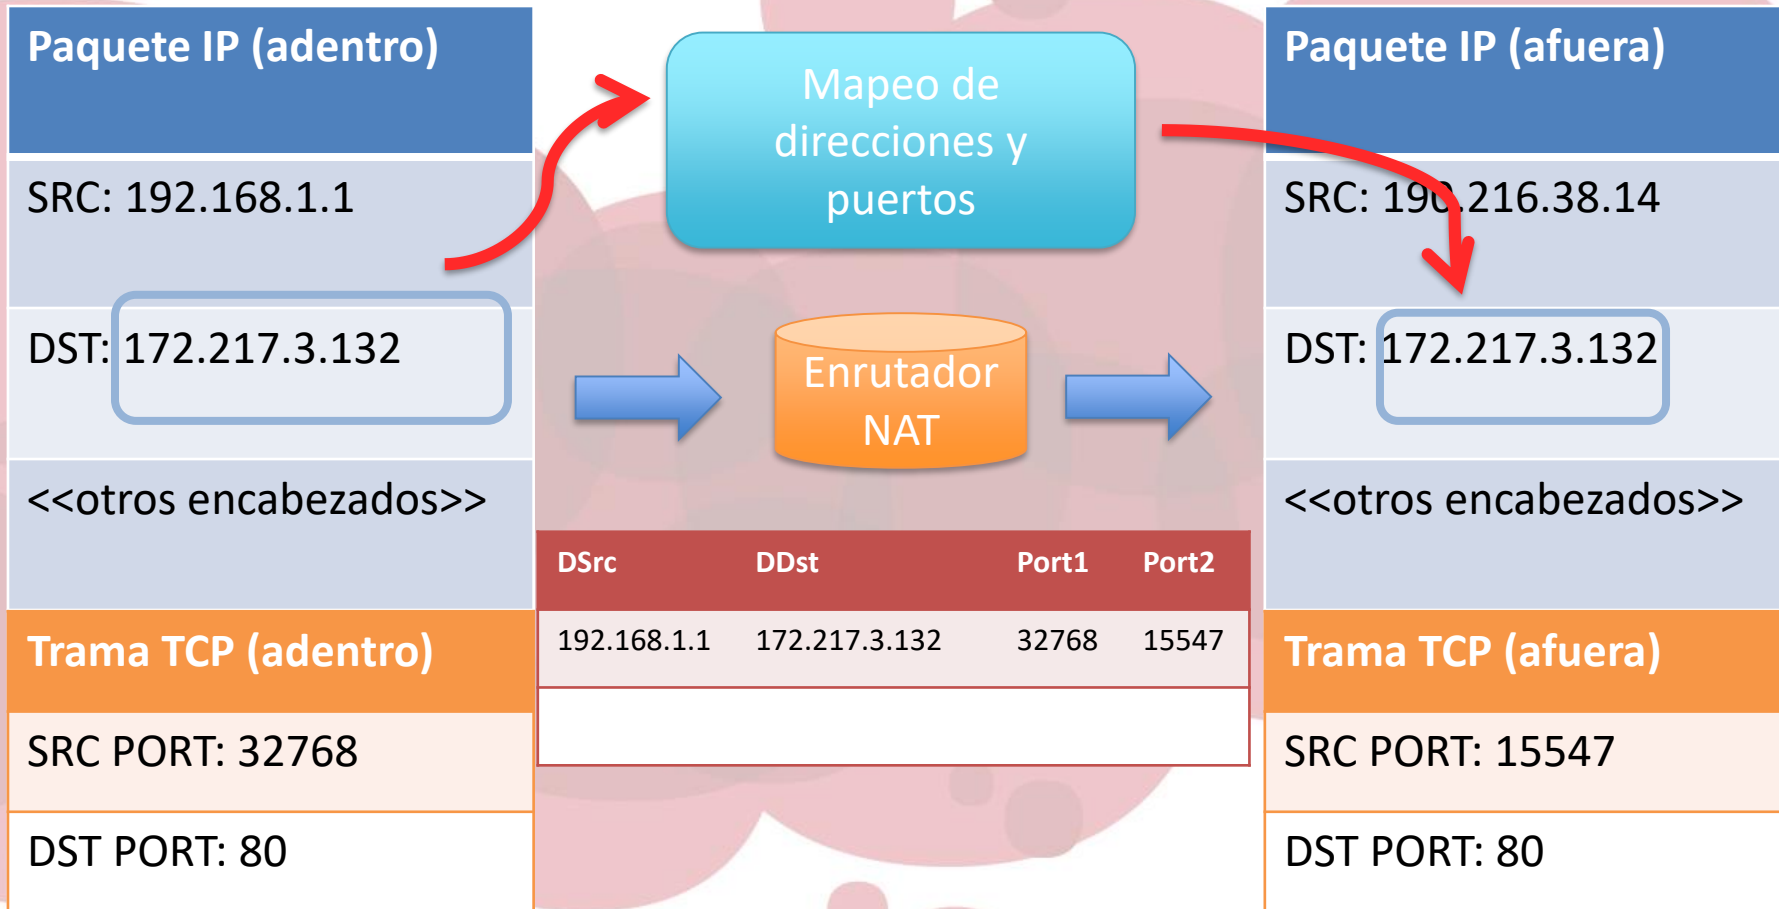 Paquete IP (adentro)
SRC: 192.168.1.1
DST: 172.217.3.132
<<otros encabezados>>
Trama TCP (adentro)
SRC PORT: 32768
DST PORT: 80
Mapeo de
direcciones y
puertos
Enrutador
NAT
DSrc DDst Port1 Port2
192.168.1.1 172.217.3.132 32768 15547
Paquete IP (afuera)
SRC: 190.216.38.14
DST: 172.217.3.132
<<otros encabezados>>
Trama TCP (afuera)
SRC PORT: 15547
DST PORT: 80